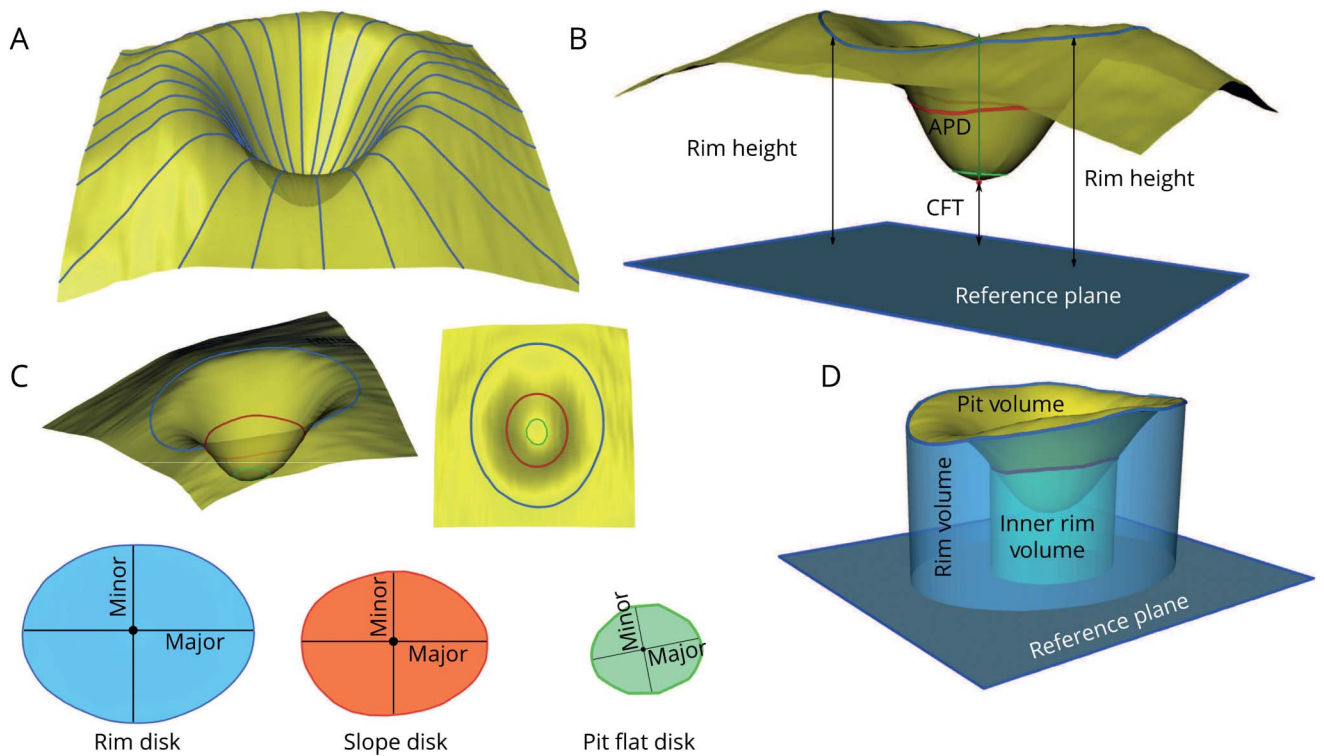 A
B
APD
Rim height
Rim height
CFT
Reference plane
C
D
Pit volume
Rim volume
Inner rim
volume
Reference plane
Minor
Major
Minor
Major
Minor
Major
Rim disk
Slope disk
Pit flat disk